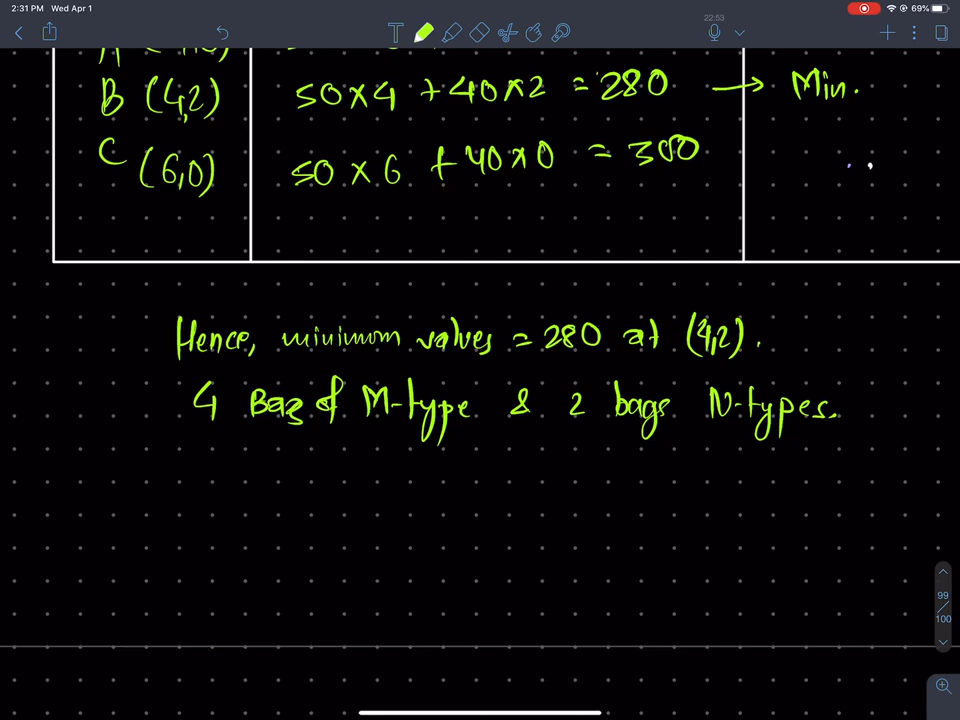 2:31 PM Wed Apr 1
69%
22:53
T
B (4,2) 50×4 + 40×2 = 280 → Min.
C (6,0) 50×6 + 40×0 = 300
Hence, minimum values = 280 at (4,2).
4 Bag of M-type & 2 bags N-types.
99
/
100